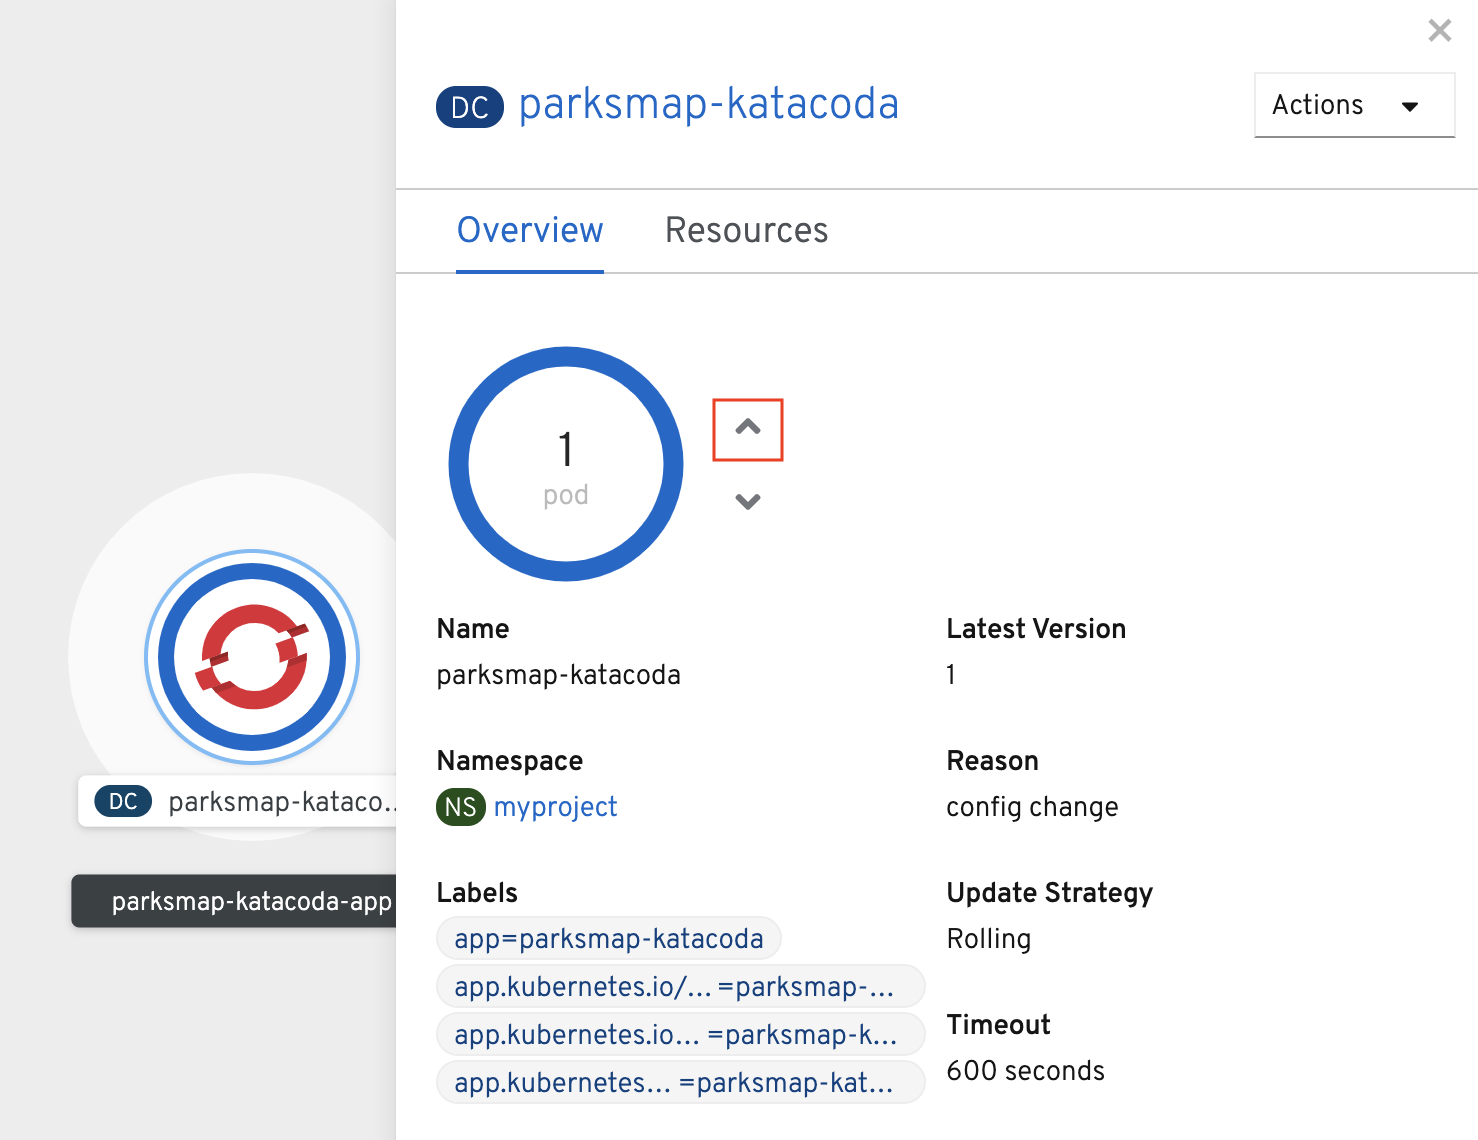 DC parksmap-katacoda
Actions
Overview Resources
1
pod
Name
parksmap-katacoda
Latest Version
1
Namespace
NS myproject
Reason
config change
Labels
app=parksmap-katacoda
app.kubernetes.io/... =parksmap-...
app.kubernetes.io... =parksmap-k...
app.kubernetes... =parksmap-kat...
Update Strategy
Rolling
Timeout
600 seconds
DC parksmap-kataco...
parksmap-katacoda-app